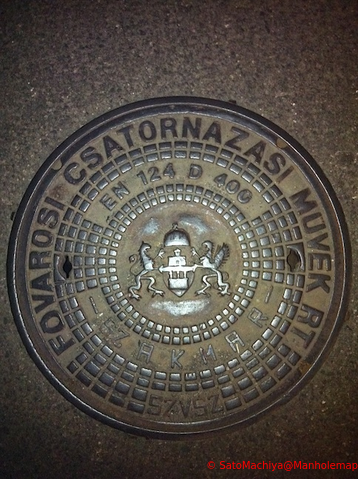 FŐVÁROSI CSATORNÁZÁSI MŰVEK RT.
EN 124 D 400
© SatoMachiya@Manholemap